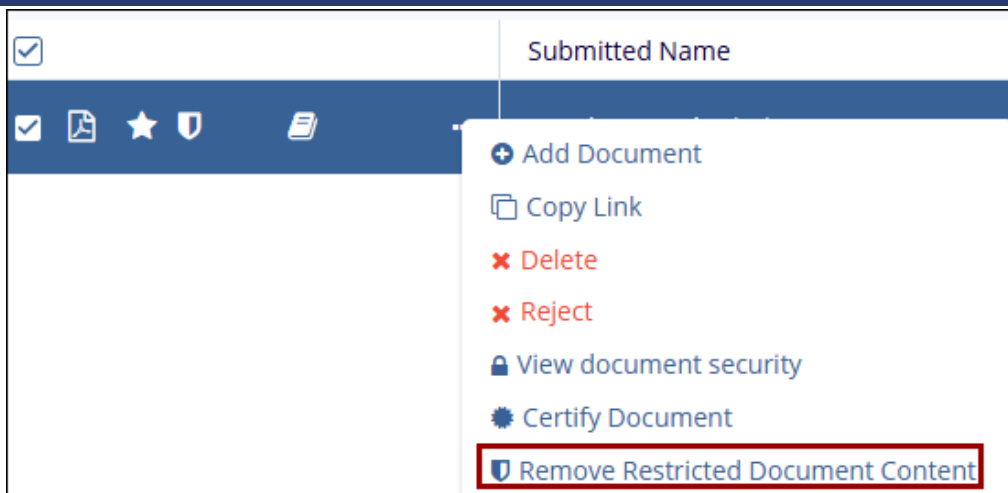 Submitted Name
Add Document
Copy Link
Delete
Reject
View document security
Certify Document
Remove Restricted Document Content